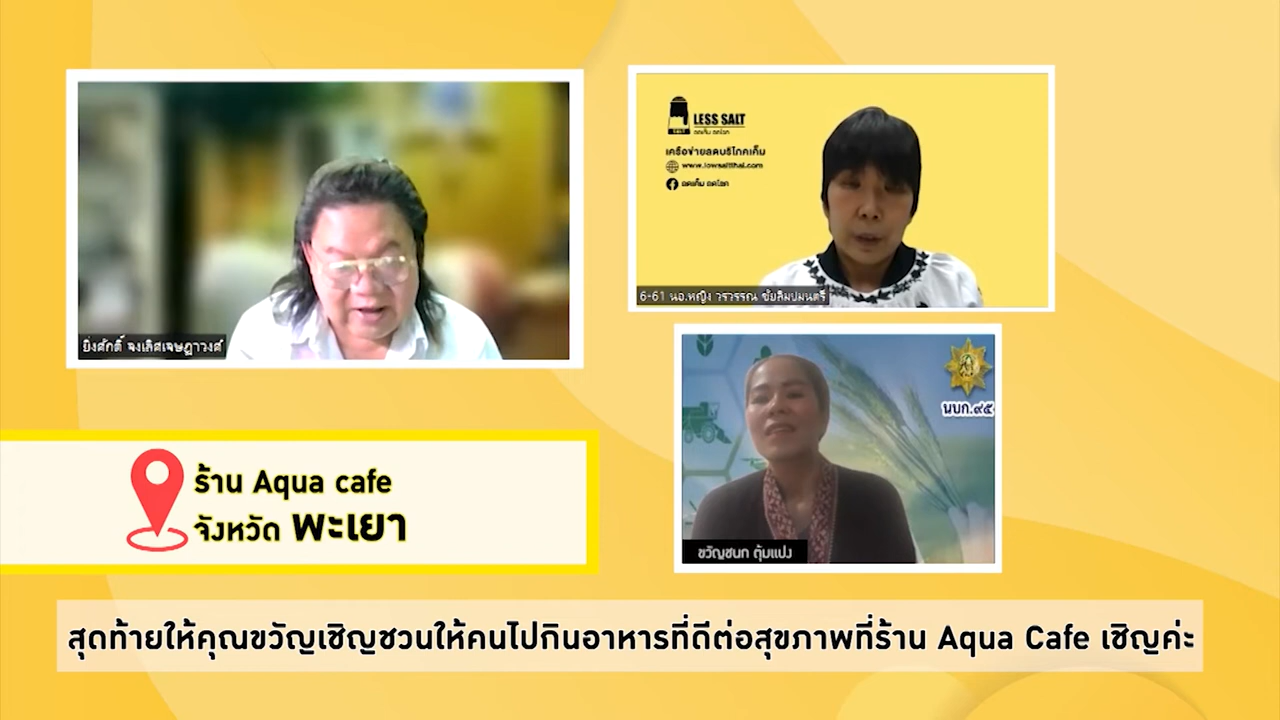 ยิ่งศักดิ์ จงเลิศเจษฎาวงศ์
LESS SALT
SALT
ลดเค็ม ลดโรค
เครือข่ายลดบริโภคเค็ม
www.lowsaltthai.com
ลดเค็ม ลดโรค
6-61 นอ.หญิง วรวรรณ ชัยลิมปมนตรี
นบก.๙๕
ขวัญชนก ตุ้มแปง
ร้าน Aqua cafe
จังหวัด พะเยา
สุดท้ายให้คุณขวัญเชิญชวนให้คนไปกินอาหารที่ดีต่อสุขภาพที่ร้าน Aqua Cafe เชิญค่ะ